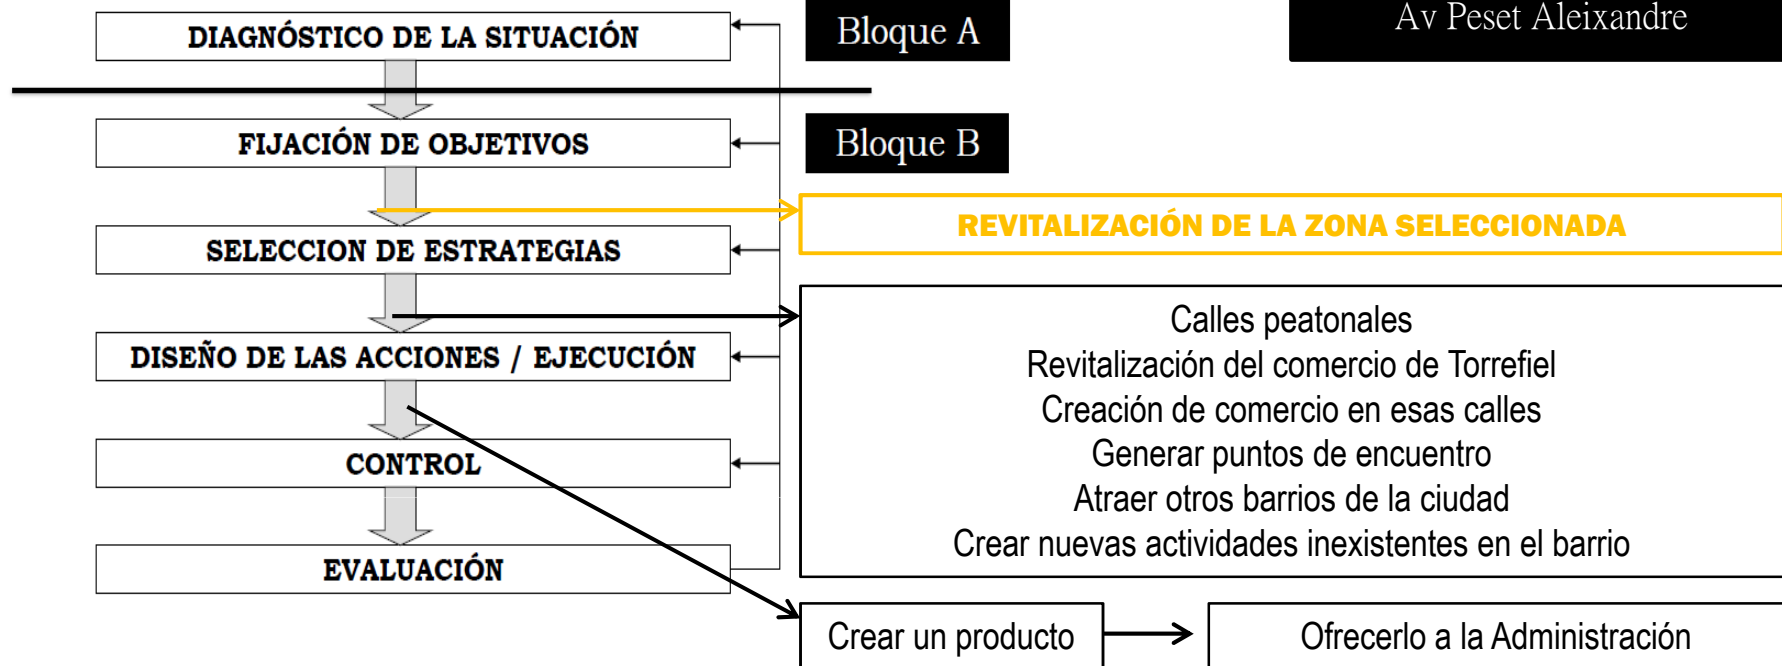 DIAGNÓSTICO DE LA SITUACIÓN
Bloque A
Av Peset Aleixandre
FIJACIÓN DE OBJETIVOS
Bloque B
REVITALIZACIÓN DE LA ZONA SELECCIONADA
SELECCION DE ESTRATEGIAS
DISEÑO DE LAS ACCIONES / EJECUCIÓN
Calles peatonales
Revitalización del comercio de Torrefiel
Creación de comercio en esas calles
Generar puntos de encuentro
Atraer otros barrios de la ciudad
Crear nuevas actividades inexistentes en el barrio
CONTROL
EVALUACIÓN
Crear un producto
Ofrecerlo a la Administración